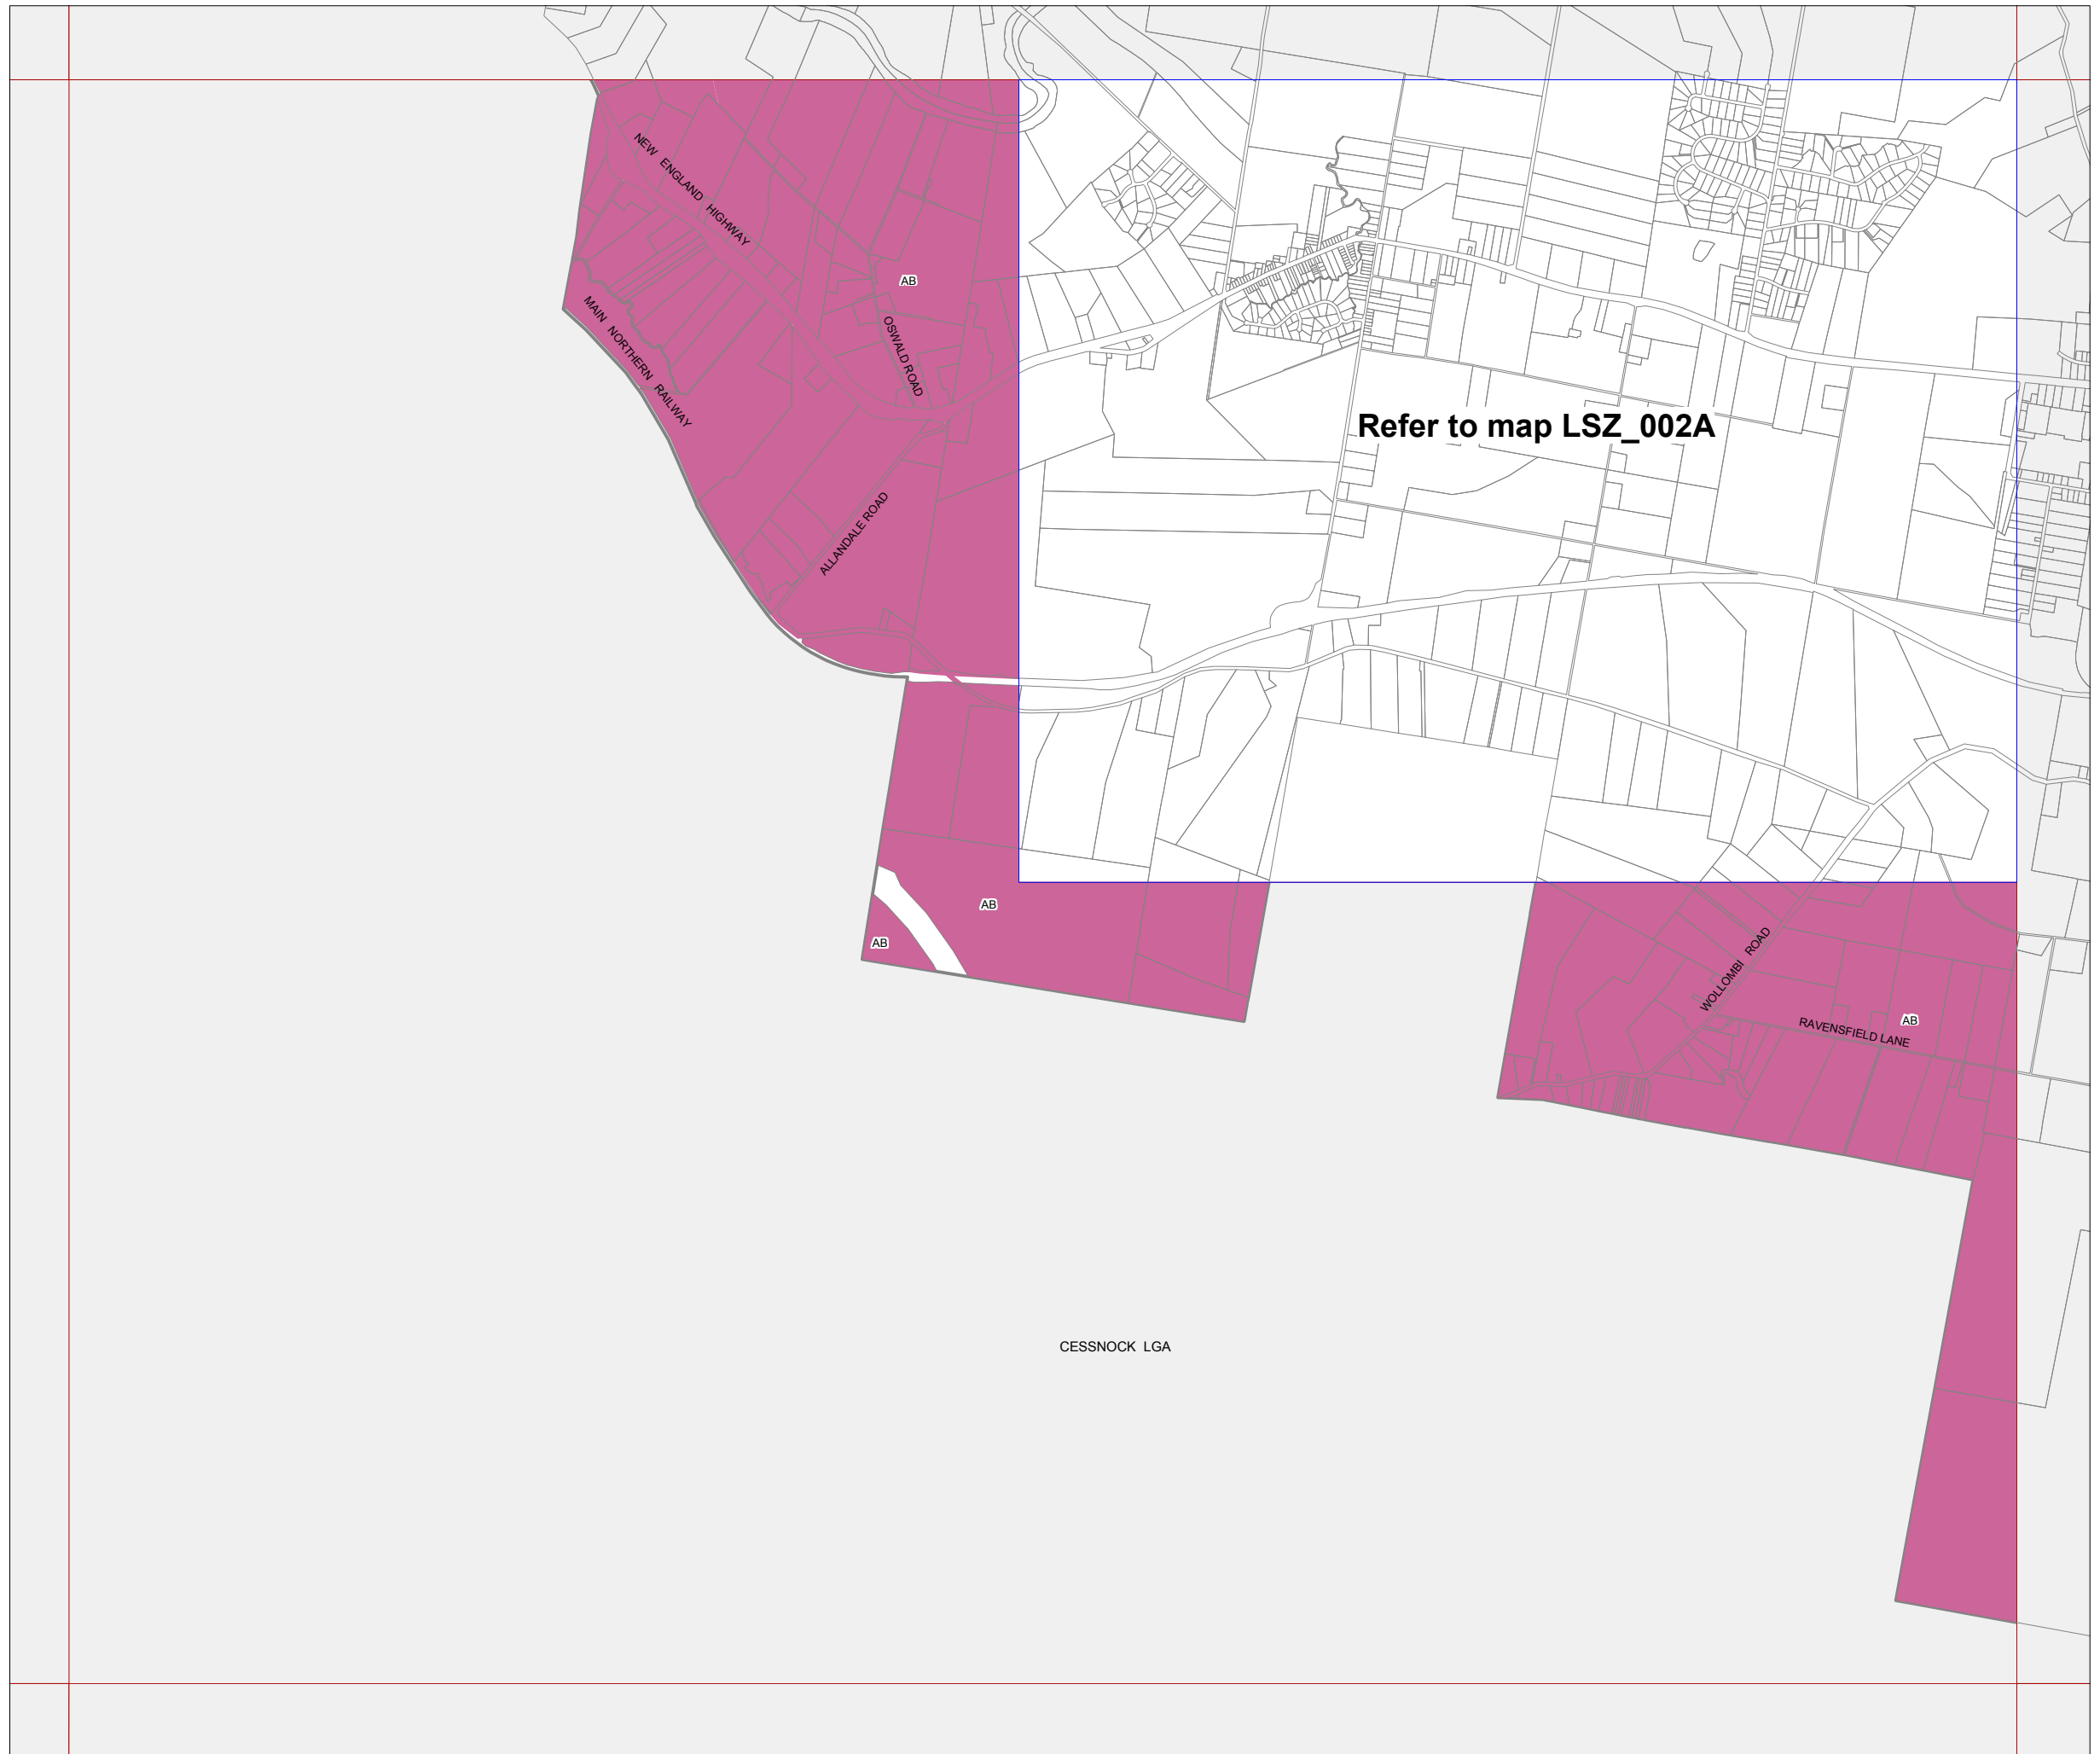 NEW ENGLAND HIGHWAY
AB
MAIN NORTHERN RAILWAY
OSWALD ROAD
Refer to map LSZ_002A
ALLANDALE ROAD
AB
AB
WOLLOMBI ROAD
AB
RAVENSFIELD LANE
CESSNOCK LGA